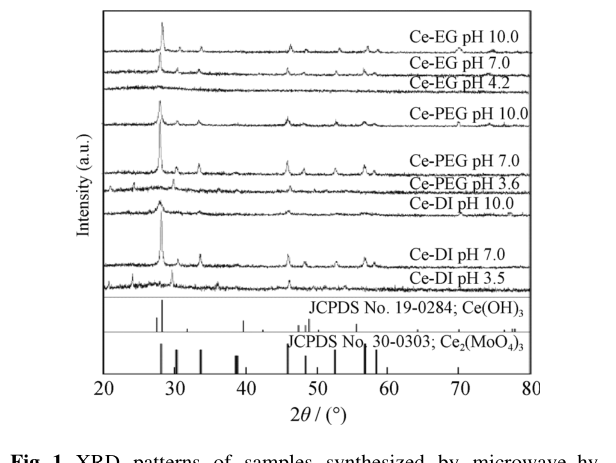 Ce-EG pH 10.0
Ce-EG pH 7.0
Ce-EG pH 4.2
Ce-PEG pH 10.0
Ce-PEG pH 7.0
Ce-PEG pH 3.6
Ce-DI pH 10.0
Ce-DI pH 7.0
Ce-DI pH 3.5
Intensity (a.u.)
JCPDS No. 19-0284; Ce(OH)₃
JCPDS No. 30-0303; Ce₂(MoO₄)₃
20 30 40 50 60 70 80
2θ / (°)
Fig. 1 XRD patterns of samples synthesized by microwave-hy